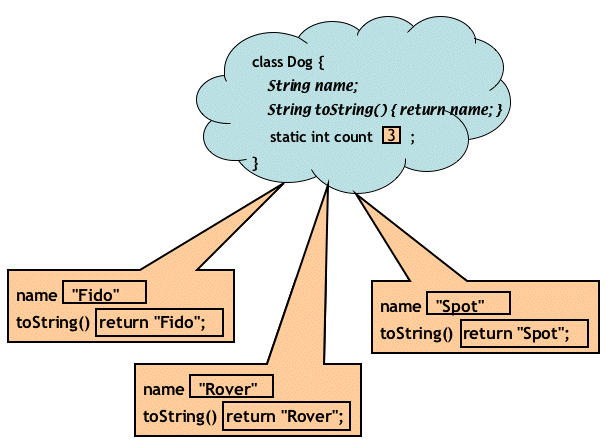 class Dog {
String name;
String toString() { return name; }
static int count 3 ;
}
name "Fido"
toString() return "Fido";
name "Spot"
toString() return "Spot";
name "Rover"
toString() return "Rover";